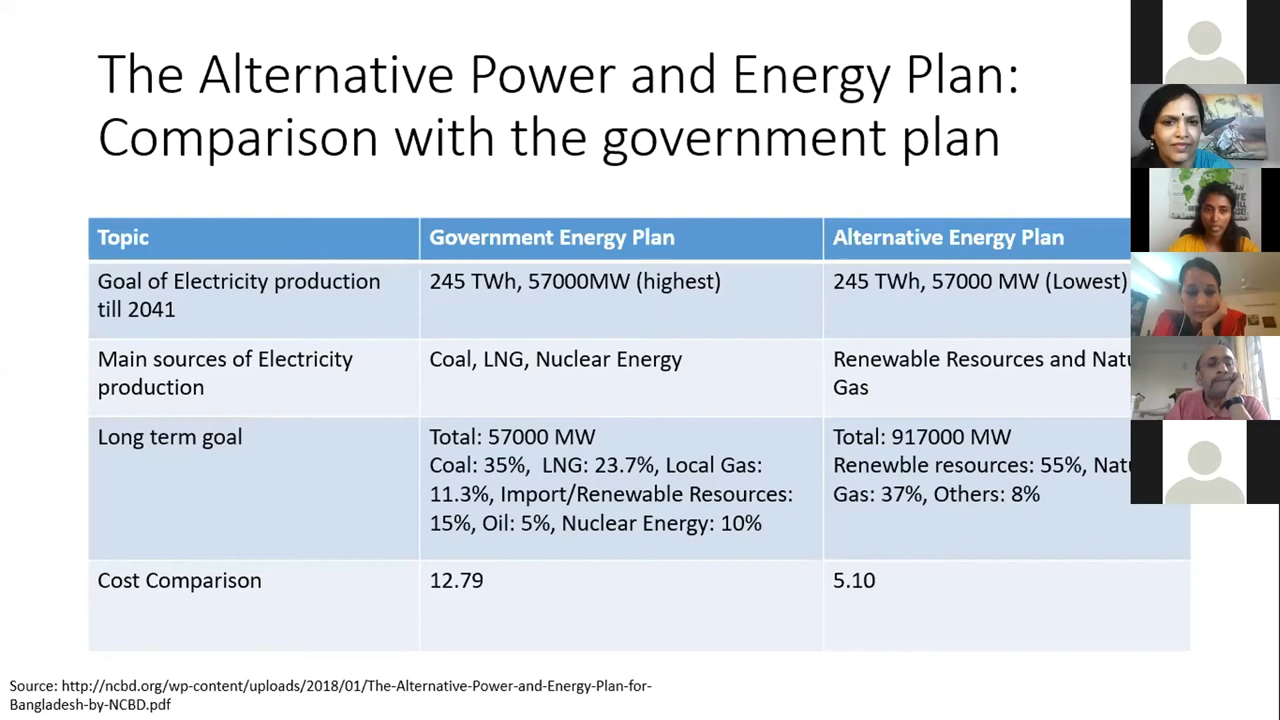 The Alternative Power and Energy Plan:
Comparison with the government plan
Topic
Government Energy Plan
Alternative Energy Plan
Goal of Electricity production
till 2041
245 TWh, 57000MW (highest)
245 TWh, 57000 MW (Lowest)
Main sources of Electricity
production
Coal, LNG, Nuclear Energy
Renewable Resources and
Gas
Long term goal
Total: 57000 MW
Coal: 35%, LNG: 23.7%, Local Gas:
11.3%, Import/Renewable Resources:
15%, Oil: 5%, Nuclear Energy: 10%
Total: 917000 MW
Renewble resources: 55%,
Gas: 37%, Others: 8%
Cost Comparison
12.79
5.10
Source: http://ncbd.org/wp-content/uploads/2018/01/The-Alternative-Power-and-Energy-Plan-for-
Bangladesh-by-NCBD.pdf